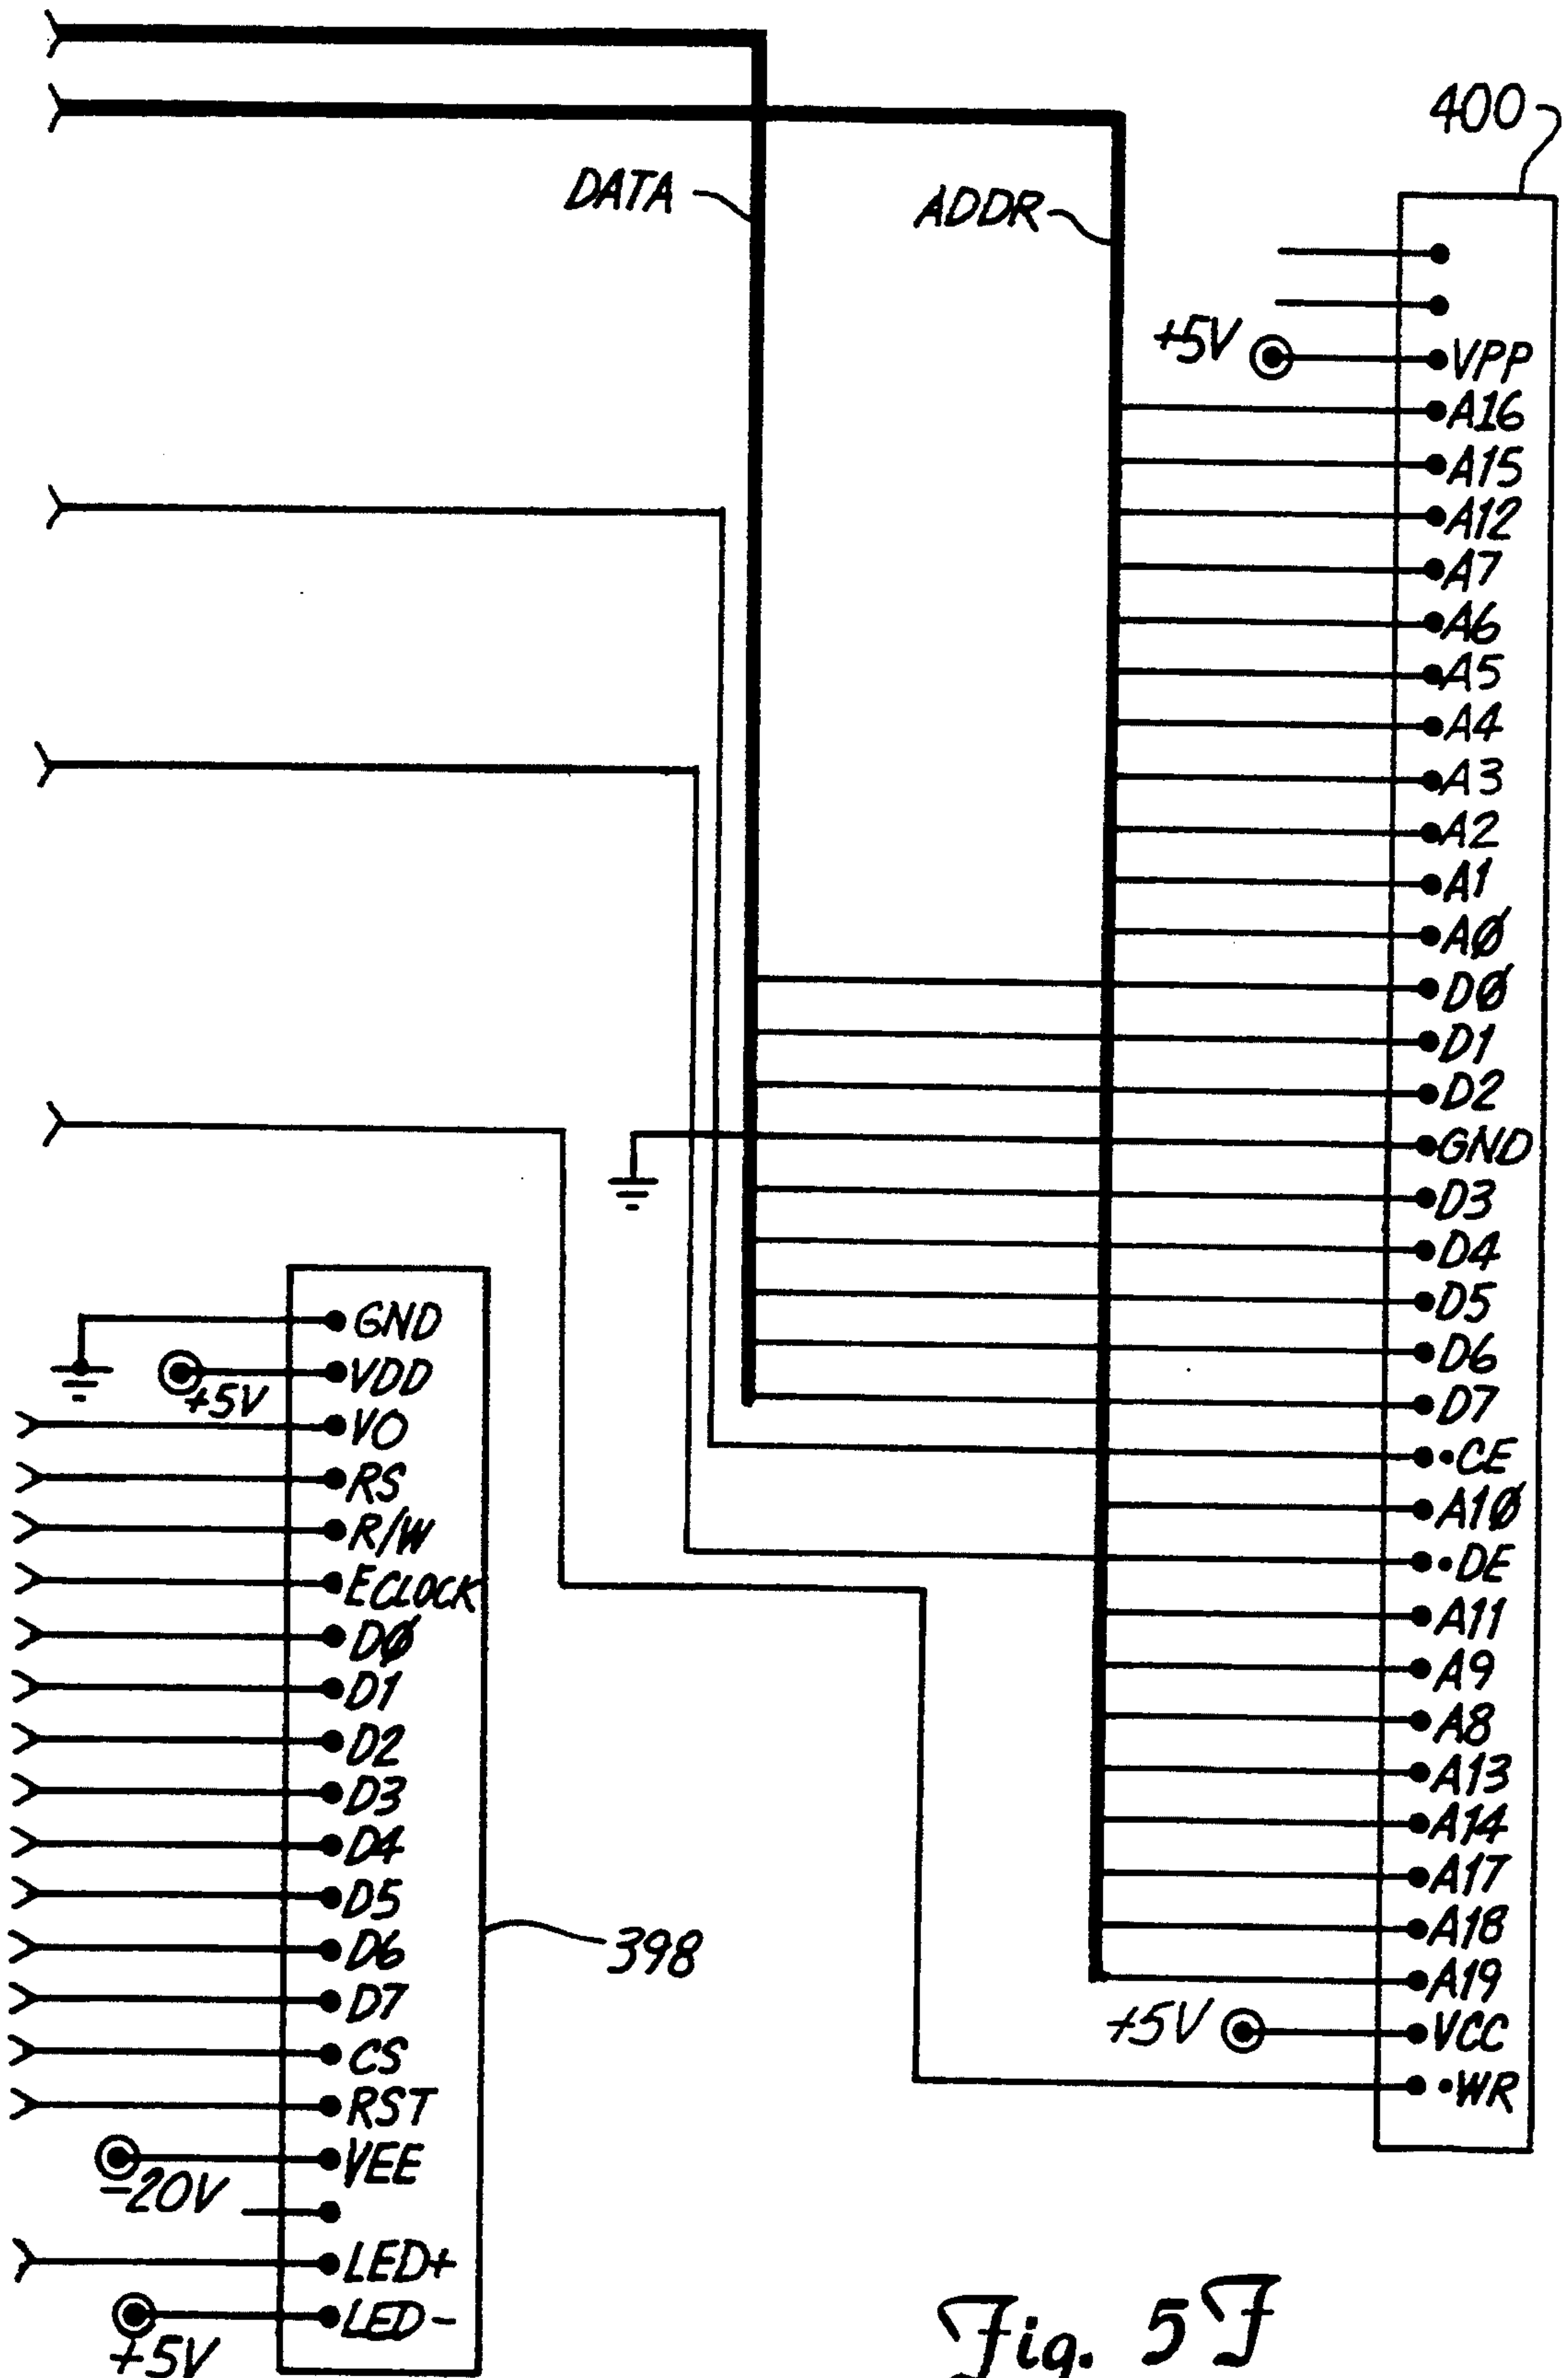 400
DATA
ADDR
+5V
VPP
A16
A15
A12
A7
A6
A5
A4
A3
A2
A1
AØ
DØ
D1
D2
GND
D3
D4
D5
D6
D7
•CE
A1Ø
•DE
A11
A9
A8
A13
A14
A17
A18
A19
+5V
VCC
•WR
GND
VDD
+5V
VO
RS
R/W
ECLOCK
DØ
D1
D2
D3
D4
D5
D6
D7
398
CS
RST
VEE
-20V
LED+
LED-
+5V
Fig. 5F